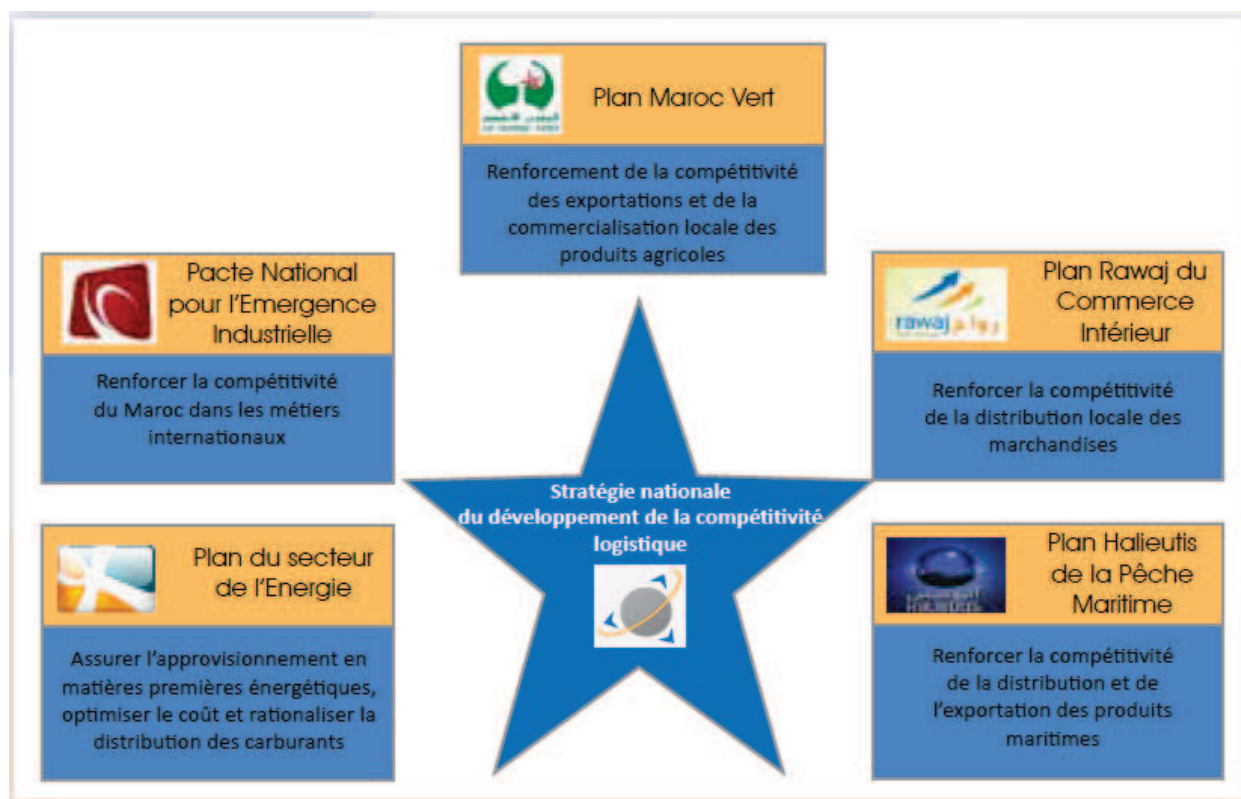 Plan Maroc Vert
Renforcement de la compétitivité
des exportations et de la
commercialisation locale des
produits agricoles
Pacte National
pour l'Emergence
Industrielle
Renforcer la compétitivité
du Maroc dans les métiers
internationaux
rawaj رواج
Plan Rawaj du
Commerce
Intérieur
Renforcer la compétitivité
de la distribution locale des
marchandises
Stratégie nationale
du développement de la compétitivité
logistique
Plan du secteur
de l'Energie
Assurer l'approvisionnement en
matières premières énergétiques,
optimiser le coût et rationaliser la
distribution des carburants
Plan Halieutis
de la Pêche
Maritime
Renforcer la compétitivité
de la distribution et de
l'exportation des produits
maritimes